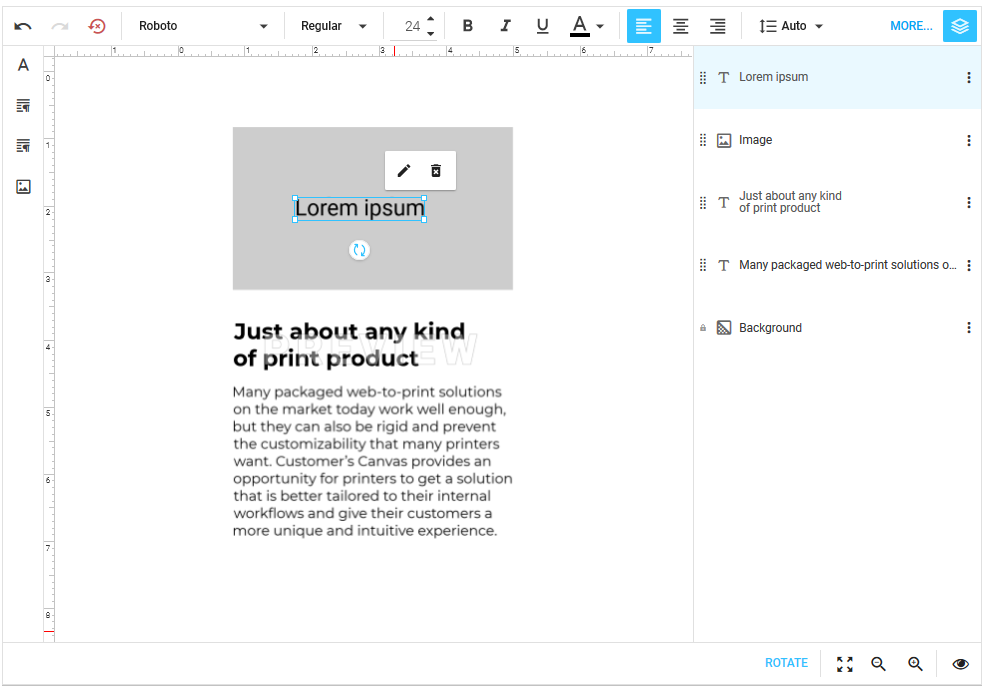 Roboto
Regular
24
B I U A
Auto
MORE...
1 0 1 2 3 4 5 6 7
A
0
1
2
3
4
5
6
7
8
Lorem ipsum
Just about any kind
of print product
PREVIEW
Many packaged web-to-print solutions
on the market today work well enough,
but they can also be rigid and prevent
the customizability that many printers
want. Customer’s Canvas provides an
opportunity for printers to get a solution
that is better tailored to their internal
workflows and give their customers a
more unique and intuitive experience.
T Lorem ipsum
Image
T Just about any kind
of print product
T Many packaged web-to-print solutions o...
Background
ROTATE